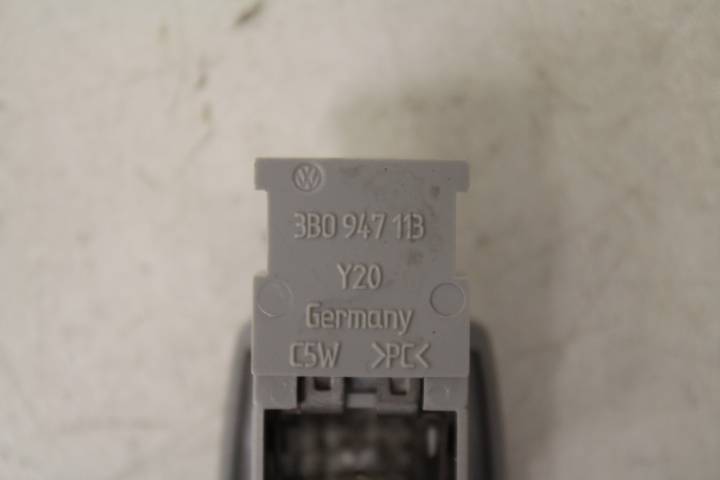 3B0 947 113
Y20
Germany
C5W >PC<